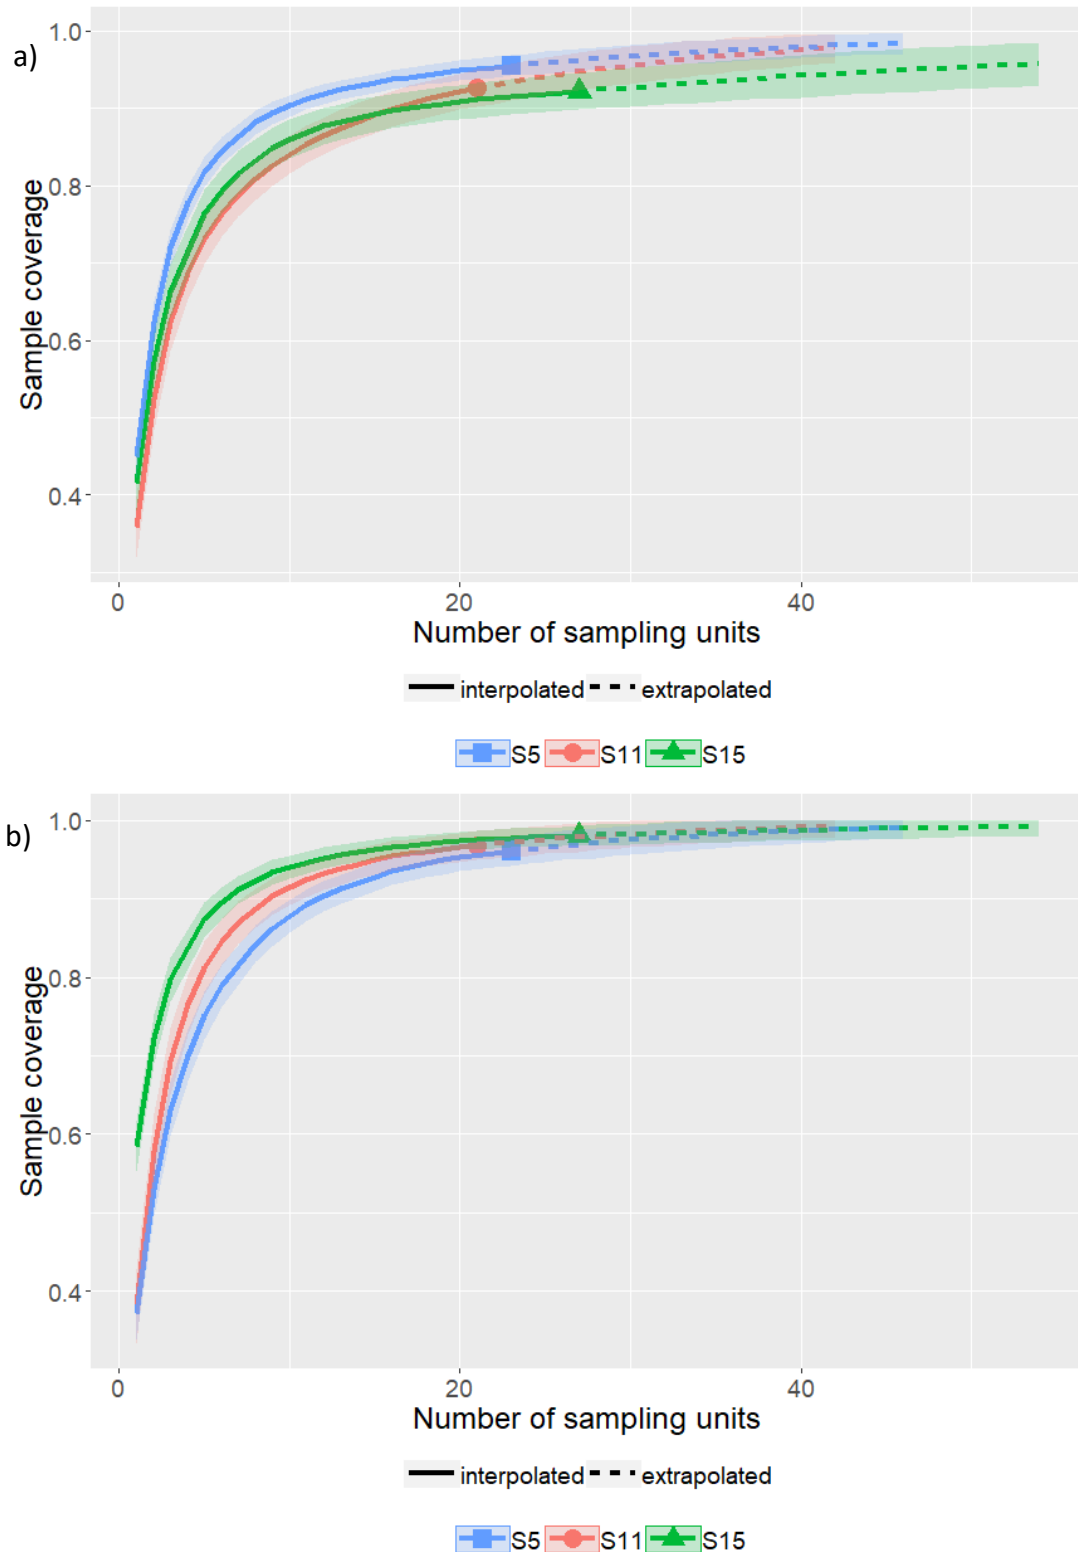 a)
1.0
0.8
0.6
0.4
Sample coverage
0 20 40
Number of sampling units
interpolated extrapolated
S5 S11 S15
b)
1.0
0.8
0.6
0.4
Sample coverage
0 20 40
Number of sampling units
interpolated extrapolated
S5 S11 S15